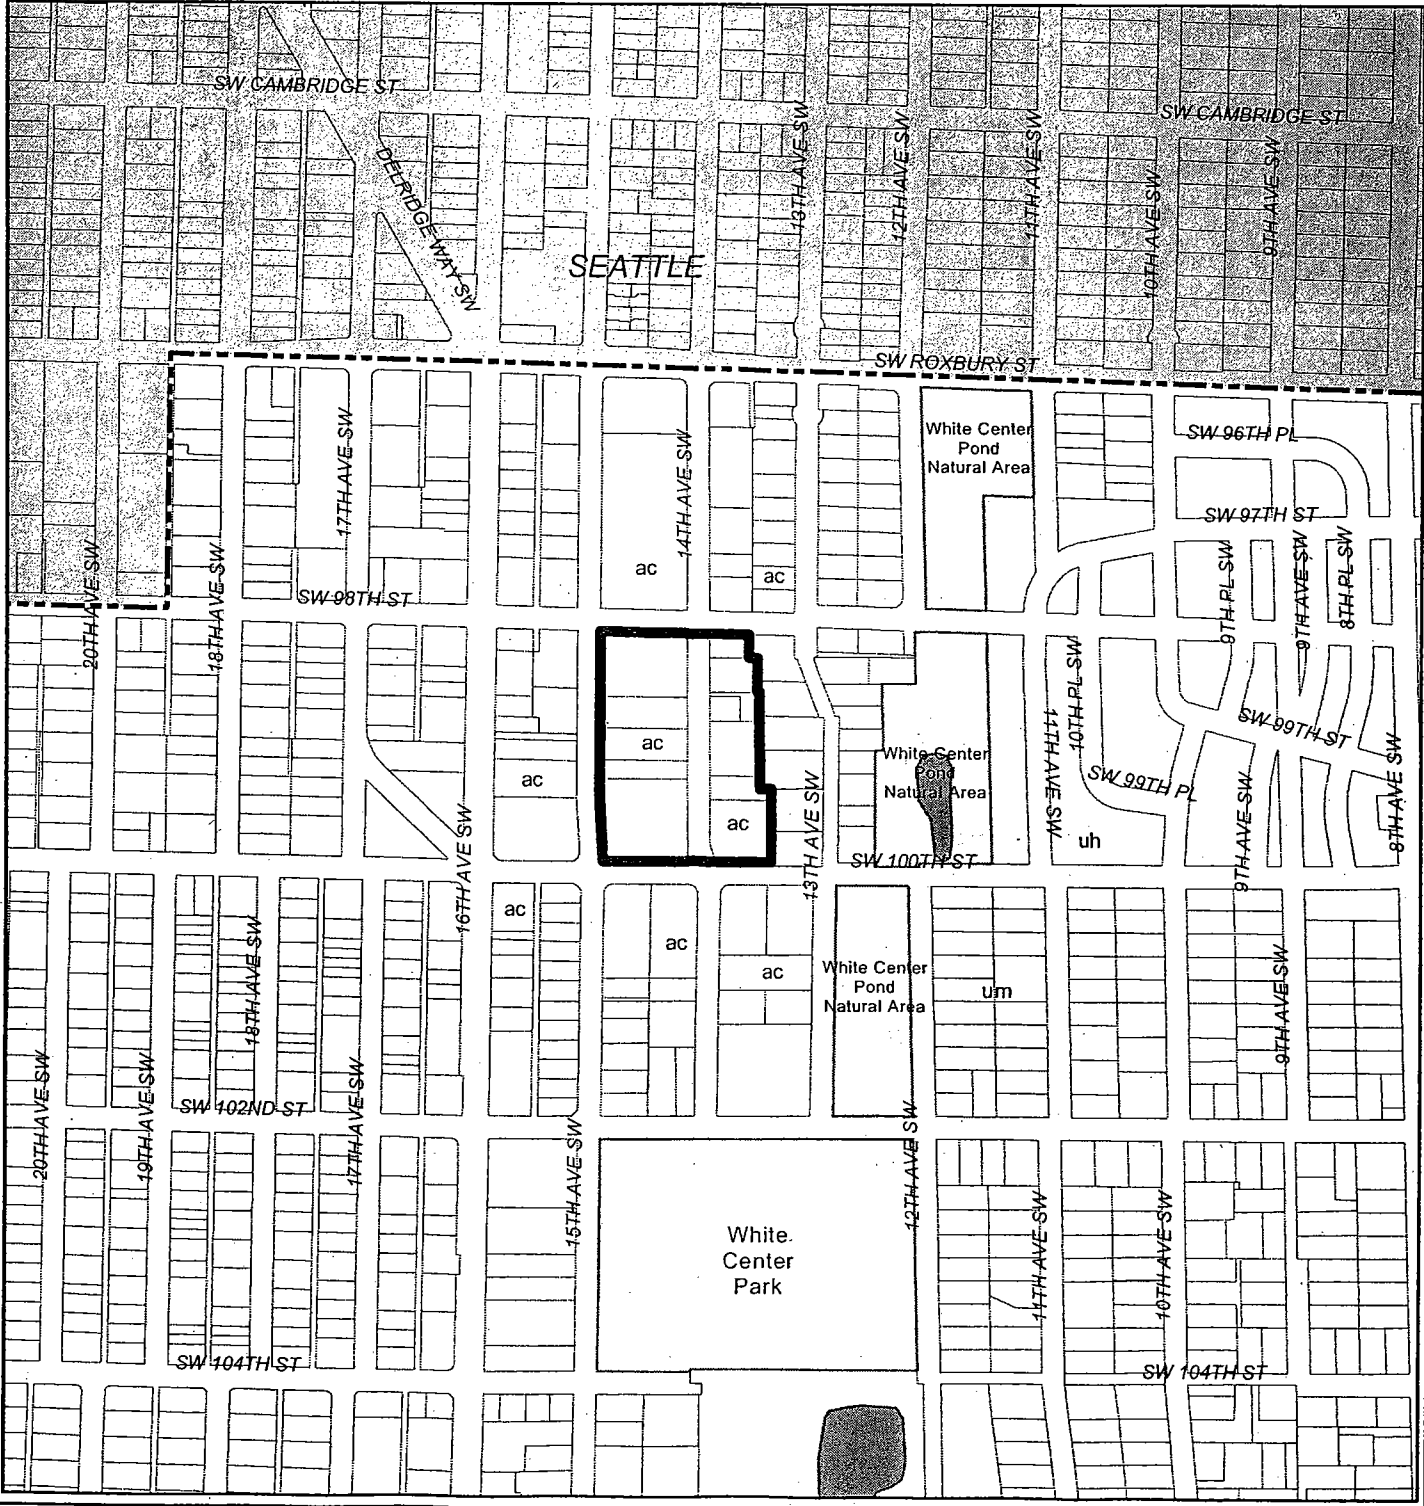 SW CAMBRIDGE ST
SW CAMBRIDGE ST
DELRIDGE WAY SW
13TH AVE SW
12TH AVE SW
11TH AVE SW
10TH AVE SW
9TH AVE SW
SEATTLE
SW ROXBURY ST
17TH AVE SW
14TH AVE SW
White Center
Pond
Natural Area
SW 96TH PL
SW 97TH ST
20TH AVE SW
18TH AVE SW
SW 98TH ST
ac
ac
9TH PL SW
9TH AVE SW
8TH PL SW
10TH PL SW
11TH AVE SW
SW 99TH ST
SW 99TH PL
8TH AVE SW
ac
ac
ac
White Center
Pond
Natural Area
16TH AVE SW
13TH AVE SW
uh
9TH AVE SW
SW 100TH ST
ac
ac
ac
18TH AVE SW
White Center
Pond
Natural Area
um
9TH AVE SW
20TH AVE SW
19TH AVE SW
17TH AVE SW
SW 102ND ST
15TH AVE SW
12TH AVE SW
White
Center
Park
11TH AVE SW
10TH AVE SW
SW 104TH ST
SW 104TH ST